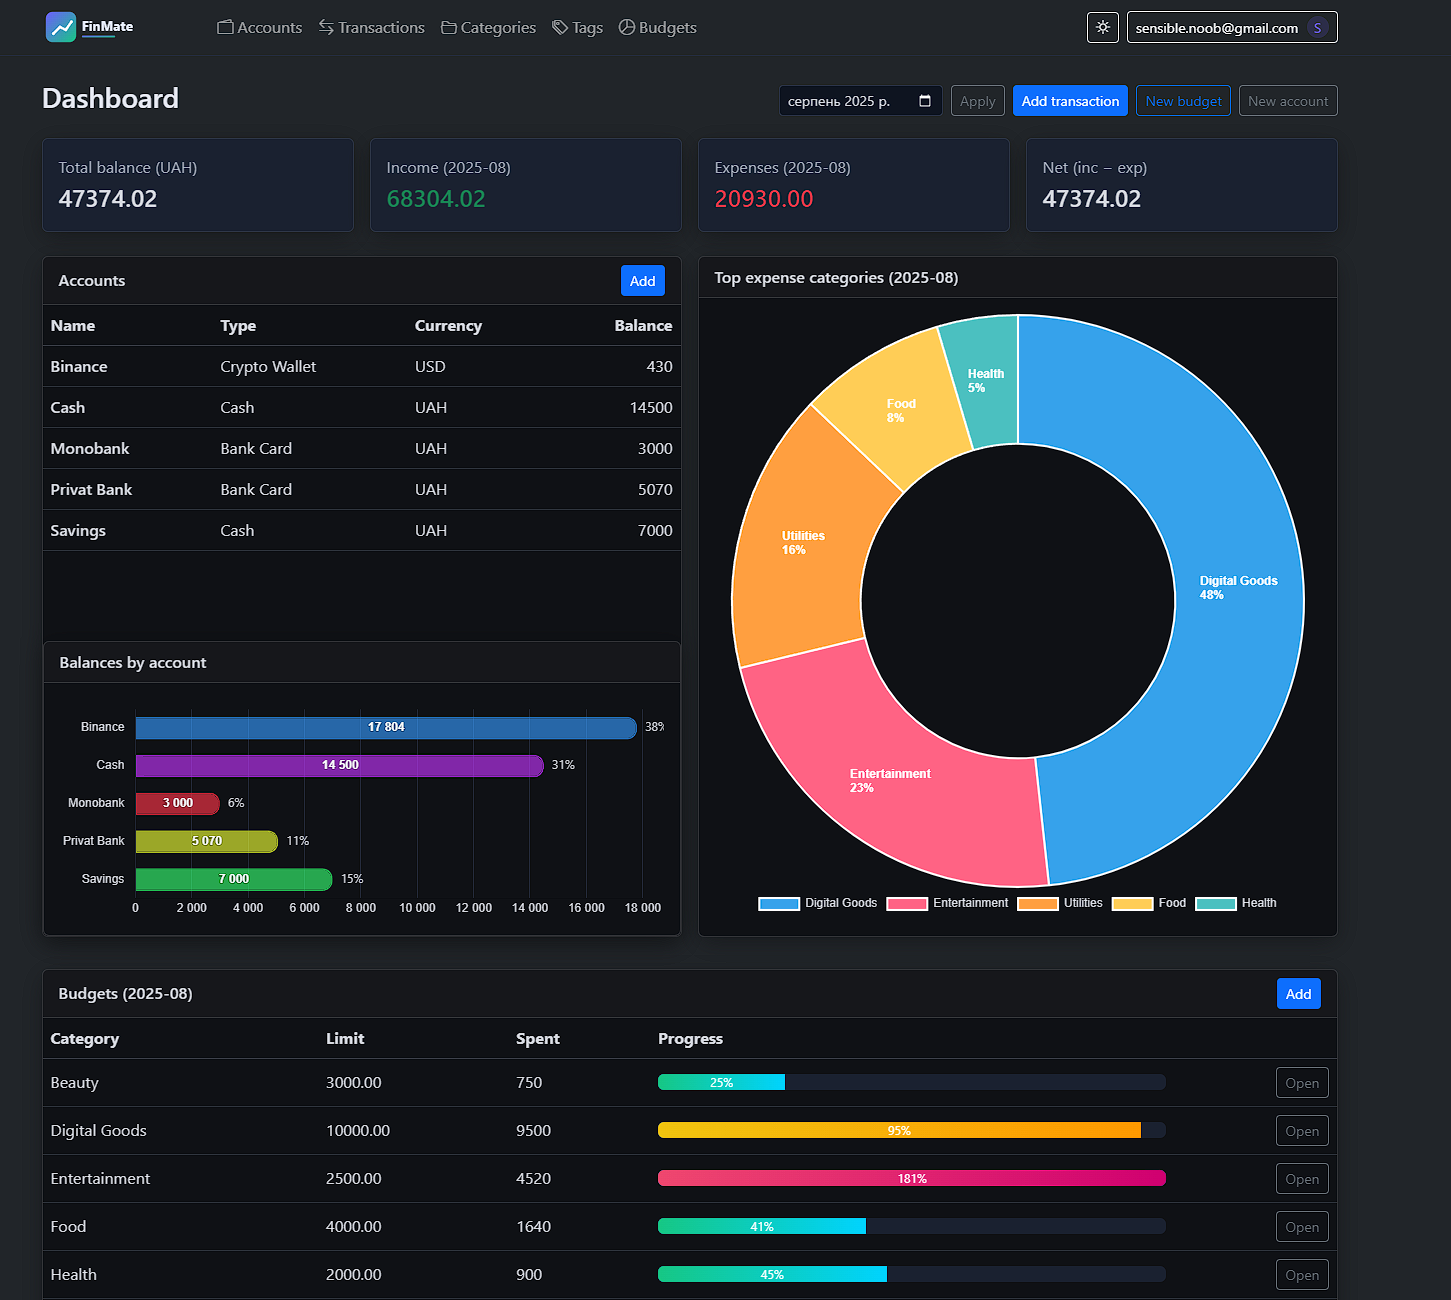 FinMate
Accounts
Transactions
Categories
Tags
Budgets
sensible.noob@gmail.com S
Dashboard
серпень 2025 р.
Apply
Add transaction
New budget
New account
Total balance (UAH)
47374.02
Income (2025-08)
68304.02
Expenses (2025-08)
20930.00
Net (inc − exp)
47374.02
Accounts
Add
Name Type Currency Balance
Binance Crypto Wallet USD 430
Cash Cash UAH 14500
Monobank Bank Card UAH 3000
Privat Bank Bank Card UAH 5070
Savings Cash UAH 7000
Balances by account
Binance 17 804 38%
Cash 14 500 31%
Monobank 3 000 6%
Privat Bank 5 070 11%
Savings 7 000 15%
0 2 000 4 000 6 000 8 000 10 000 12 000 14 000 16 000 18 000
Top expense categories (2025-08)
Health
5%
Food
8%
Utilities
16%
Digital Goods
48%
Entertainment
23%
Digital Goods Entertainment Utilities Food Health
Budgets (2025-08)
Add
Category Limit Spent Progress
Beauty 3000.00 750 25% Open
Digital Goods 10000.00 9500 95% Open
Entertainment 2500.00 4520 181% Open
Food 4000.00 1640 41% Open
Health 2000.00 900 45% Open